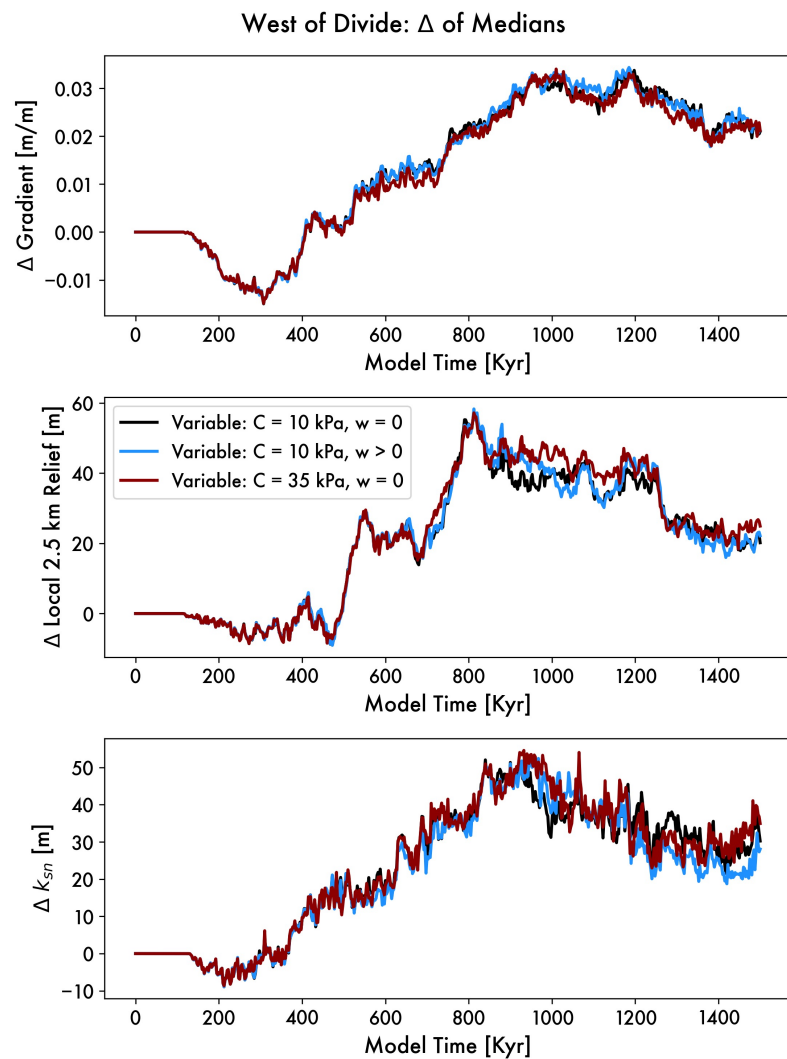 West of Divide: Δ of Medians
Δ Gradient [m/m]
0.03
0.02
0.01
0.00
−0.01
0 200 400 600 800 1000 1200 1400
Model Time [Kyr]
Δ Local 2.5 km Relief [m]
60
40
20
0
Variable: C = 10 kPa, w = 0
Variable: C = 10 kPa, w > 0
Variable: C = 35 kPa, w = 0
0 200 400 600 800 1000 1200 1400
Model Time [Kyr]
Δ kₛₙ [m]
50
40
30
20
10
0
−10
0 200 400 600 800 1000 1200 1400
Model Time [Kyr]